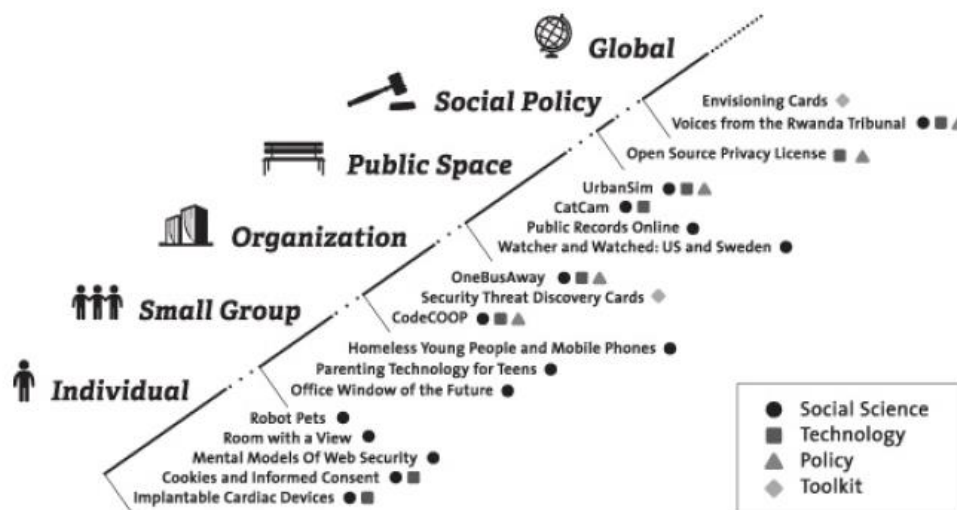 Global
Social Policy
Public Space
Organization
Small Group
Individual
Envisioning Cards
Voices from the Rwanda Tribunal
Open Source Privacy License
UrbanSim
CatCam
Public Records Online
Watcher and Watched: US and Sweden
OneBusAway
Security Threat Discovery Cards
CodeCOOP
Homeless Young People and Mobile Phones
Parenting Technology for Teens
Office Window of the Future
Robot Pets
Room with a View
Mental Models Of Web Security
Cookies and Informed Consent
Implantable Cardiac Devices
Social Science
Technology
Policy
Toolkit